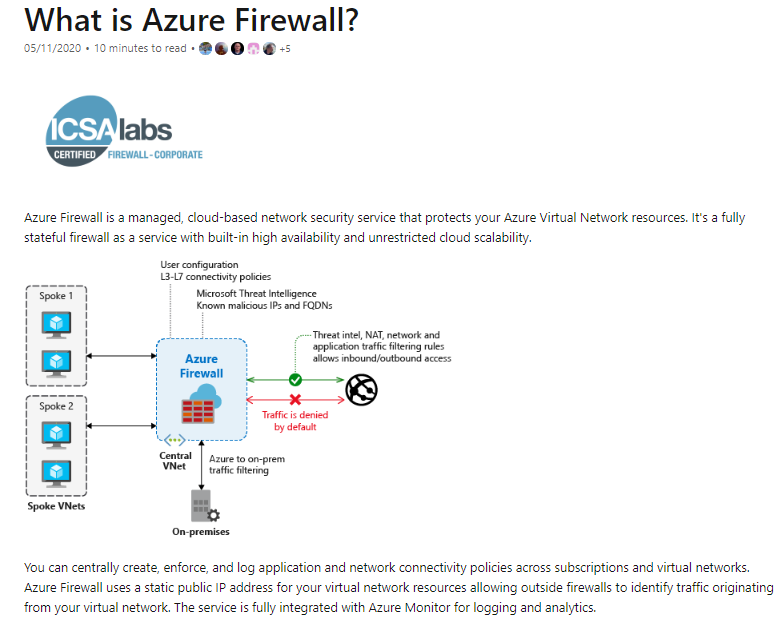 What is Azure Firewall?
05/11/2020 • 10 minutes to read • +5
ICSAlabs
CERTIFIED FIREWALL-CORPORATE
Azure Firewall is a managed, cloud-based network security service that protects your Azure Virtual Network resources. It's a fully
stateful firewall as a service with built-in high availability and unrestricted cloud scalability.
User configuration
L3-L7 connectivity policies
Microsoft Threat Intelligence
Known malicious IPs and FQDNs
Spoke 1
Threat intel, NAT, network and
application traffic filtering rules
allows inbound/outbound access
Azure
Firewall
Spoke 2
Traffic is denied
by default
Central
VNet
Azure to on-prem
traffic filtering
Spoke VNets
On-premises
You can centrally create, enforce, and log application and network connectivity policies across subscriptions and virtual networks.
Azure Firewall uses a static public IP address for your virtual network resources allowing outside firewalls to identify traffic originating
from your virtual network. The service is fully integrated with Azure Monitor for logging and analytics.